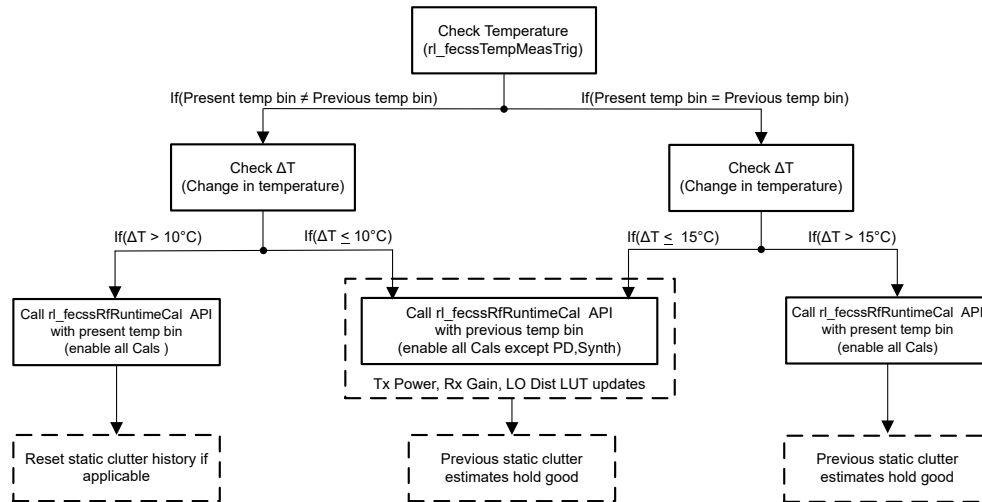 Check Temperature
(rl_fecssTempMeasTrig)
If(Present temp bin ≠ Previous temp bin)
If(Present temp bin = Previous temp bin)
Check ΔT
(Change in temperature)
Check ΔT
(Change in temperature)
If(ΔT > 10°C)
If(ΔT ≤ 10°C)
If(ΔT ≤ 15°C)
If(ΔT > 15°C)
Call rl_fecssRfRuntimeCal API
with present temp bin
(enable all Cals )
Call rl_fecssRfRuntimeCal API
with previous temp bin
(enable all Cals except PD,Synth)
Tx Power, Rx Gain, LO Dist LUT updates
Call rl_fecssRfRuntimeCal API
with present temp bin
(enable all Cals)
Reset static clutter history if
applicable
Previous static clutter
estimates hold good
Previous static clutter
estimates hold good